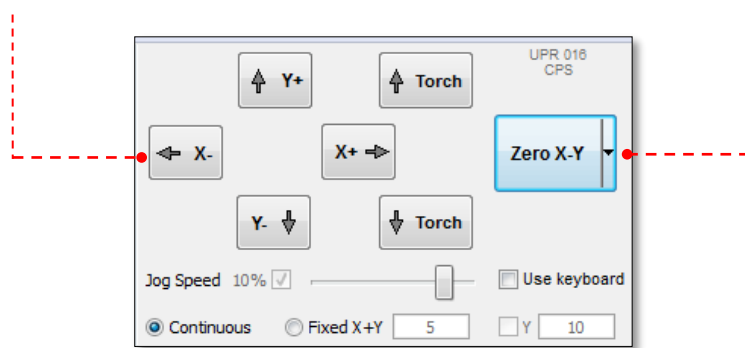 UPR 016
CPS
Y+
Torch
X-
X+
Zero X-Y
Y-
Torch
Jog Speed 10% Use keyboard
Continuous Fixed X+Y 5 Y 10